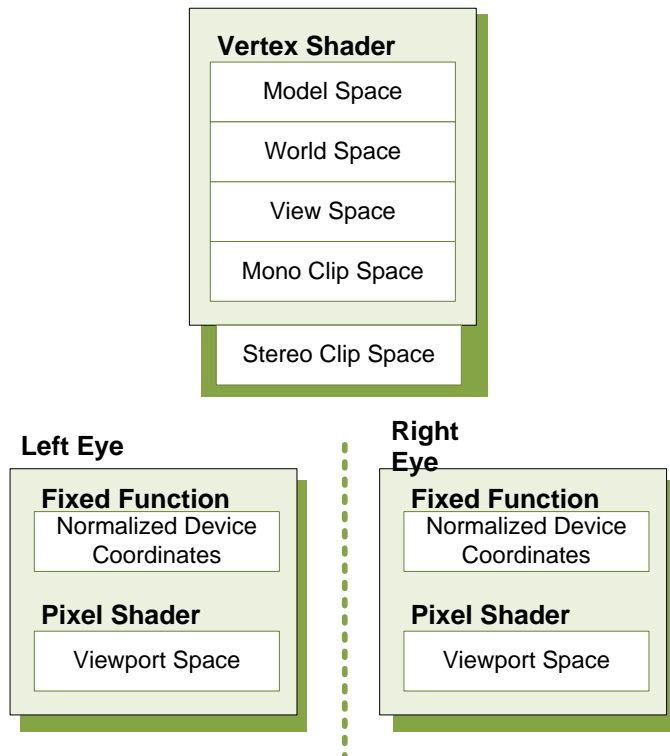 Vertex Shader
Model Space
World Space
View Space
Mono Clip Space
Stereo Clip Space
Left Eye
Fixed Function
Normalized Device
Coordinates
Pixel Shader
Viewport Space
Right
Eye
Fixed Function
Normalized Device
Coordinates
Pixel Shader
Viewport Space